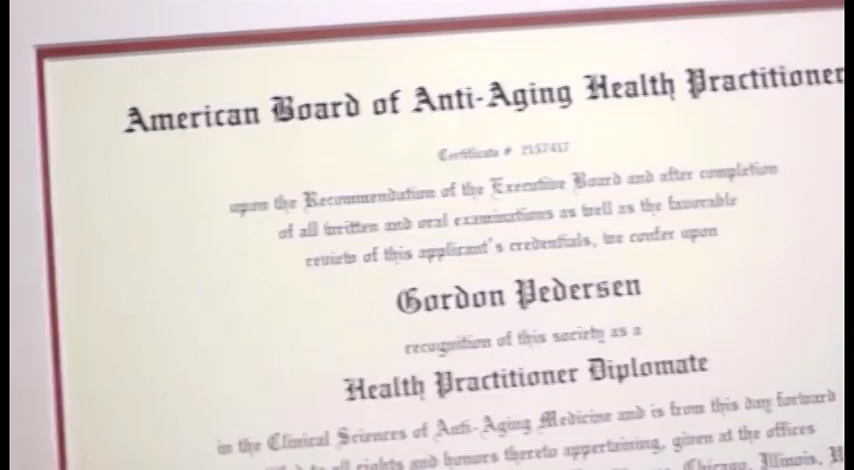 American Board of Anti-Aging Health Practitioner
Certificate # 2157417
upon the Recommendation of the Executive Board and after completion
of all written and oral examinations as well as the favorable
review of this applicant's credentials, we confer upon
Gordon Pedersen
recognition of this society as a
Health Practitioner Diplomate
in the Clinical Sciences of Anti-Aging Medicine and is from this day forward
to all rights and honors thereto appertaining, given at the offices
Chicago, Illinois,